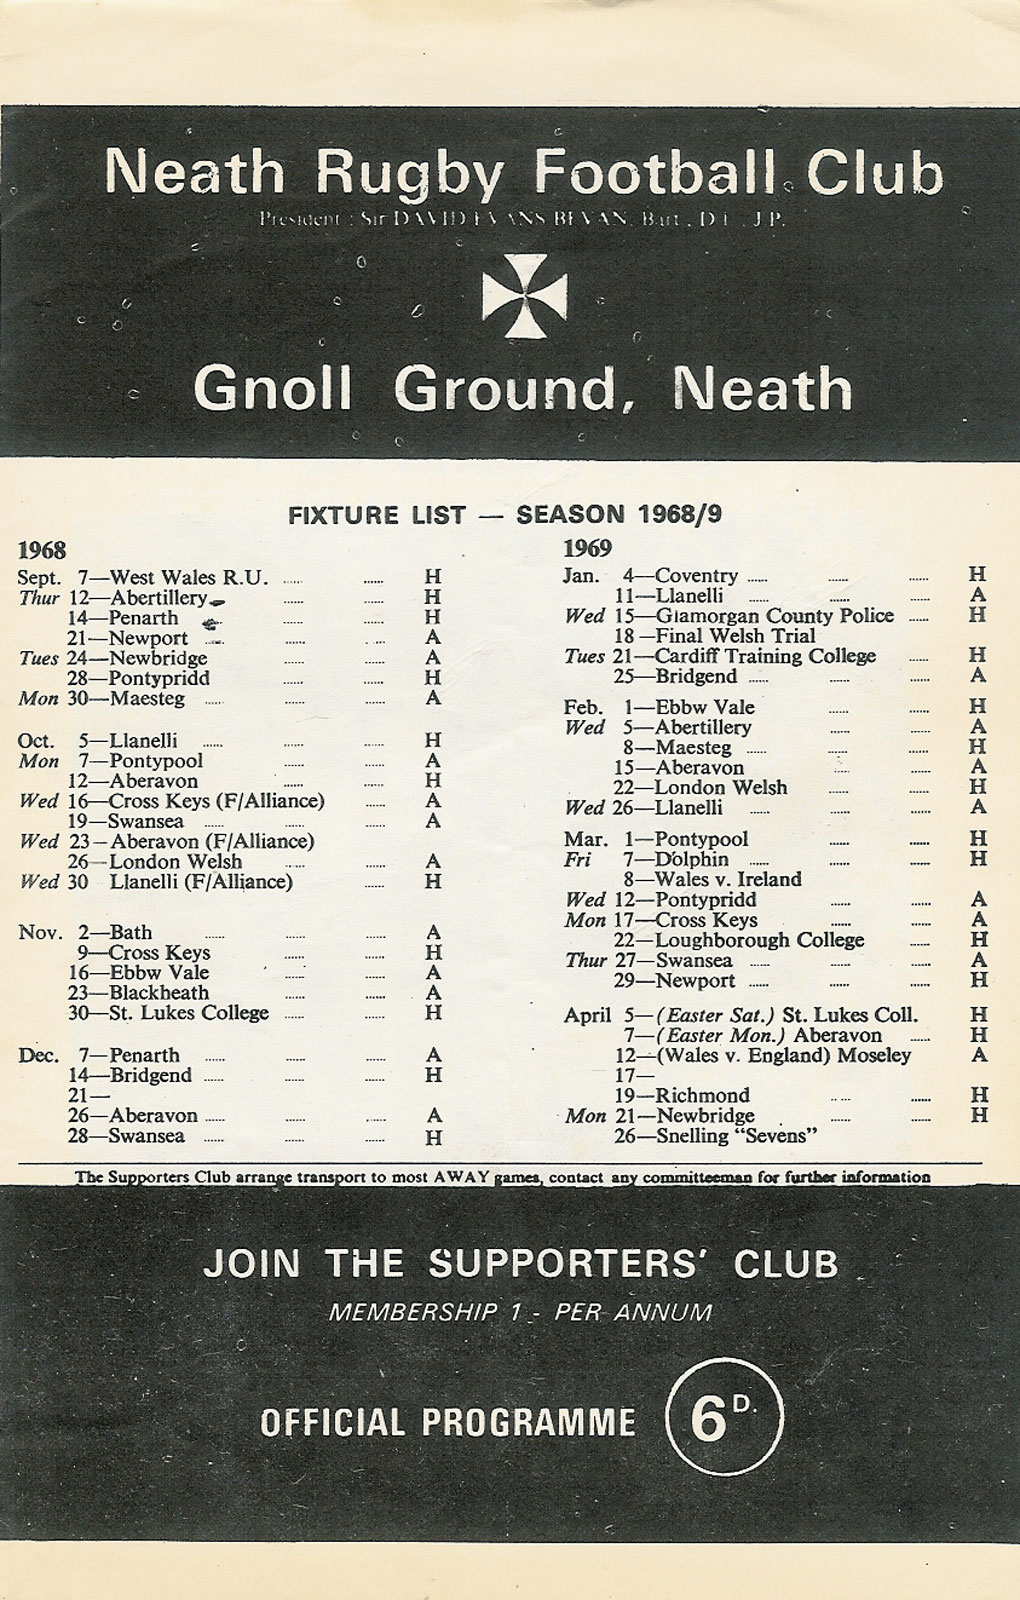 Neath Rugby Football Club
President : Sir DAVID EVANS BEVAN, Bart., D.L., J.P.
Gnoll Ground, Neath
FIXTURE LIST — SEASON 1968/9
1968
Sept. 7—West Wales R.U. ..... ..... H
Thur 12—Abertillery ..... ..... H
14—Penarth ..... ..... H
21—Newport ..... ..... A
Tues 24—Newbridge ..... ..... A
28—Pontypridd ..... ..... H
Mon 30—Maesteg ..... ..... ..... A
Oct. 5—Llanelli ..... ..... ..... H
Mon 7—Pontypool ..... ..... A
12—Aberavon ..... ..... H
Wed 16—Cross Keys (F/Alliance) ..... A
19—Swansea ..... ..... ..... A
Wed 23—Aberavon (F/Alliance)
26—London Welsh ..... ..... A
Wed 30 Llanelli (F/Alliance) ..... H
Nov. 2—Bath ..... ..... ..... A
9—Cross Keys ..... ..... H
16—Ebbw Vale ..... ..... A
23—Blackheath ..... ..... A
30—St. Lukes College ..... ..... H
Dec. 7—Penarth ..... ..... ..... A
14—Bridgend ..... ..... ..... H
21—
26—Aberavon ..... ..... ..... A
28—Swansea ..... ..... ..... H
1969
Jan. 4—Coventry ..... ..... ..... H
11—Llanelli ..... ..... ..... A
Wed 15—Glamorgan County Police ..... H
18—Final Welsh Trial
Tues 21—Cardiff Training College ..... H
25—Bridgend ..... ..... ..... A
Feb. 1—Ebbw Vale ..... ..... H
Wed 5—Abertillery ..... ..... A
8—Maesteg ..... ..... ..... H
15—Aberavon ..... ..... A
22—London Welsh ..... ..... H
Wed 26—Llanelli ..... ..... ..... A
Mar. 1—Pontypool ..... ..... H
Fri 7—Dolphin ..... ..... ..... H
8—Wales v. Ireland
Wed 12—Pontypridd ..... ..... A
Mon 17—Cross Keys ..... ..... A
22—Loughborough College ..... H
Thur 27—Swansea ..... ..... ..... A
29—Newport ..... ..... ..... H
April 5—(Easter Sat.) St. Lukes Coll. H
7—(Easter Mon.) Aberavon ..... H
12—(Wales v. England) Moseley A
17—
19—Richmond ..... ..... H
Mon 21—Newbridge ..... ..... H
26—Snelling “Sevens”
The Supporters Club arrange transport to most AWAY games, contact any committeeman for further information
JOIN THE SUPPORTERS’ CLUB
MEMBERSHIP 1 - PER ANNUM
OFFICIAL PROGRAMME 6D.